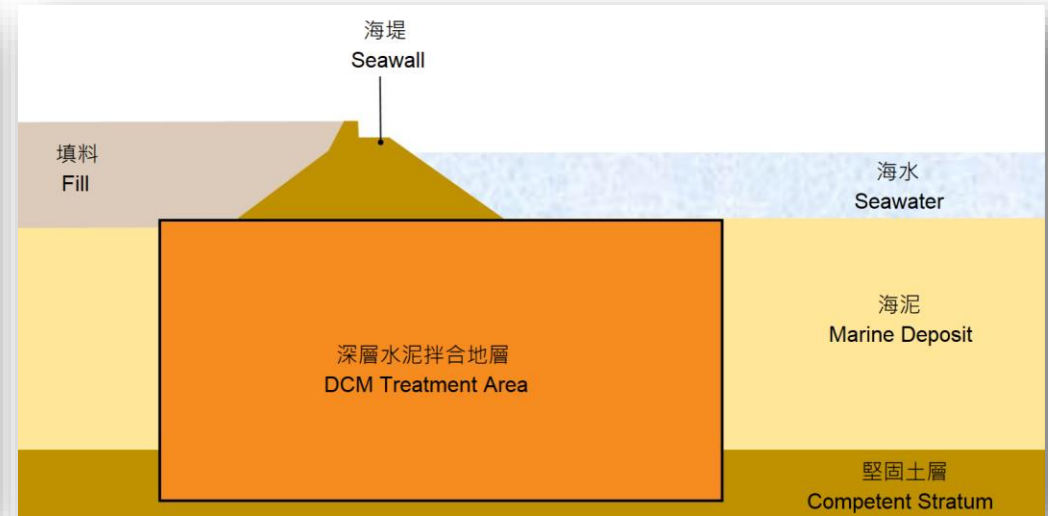 海堤
Seawall
填料
Fill
海水
Seawater
海泥
Marine Deposit
深層水泥拌合地層
DCM Treatment Area
堅固土層
Competent Stratum